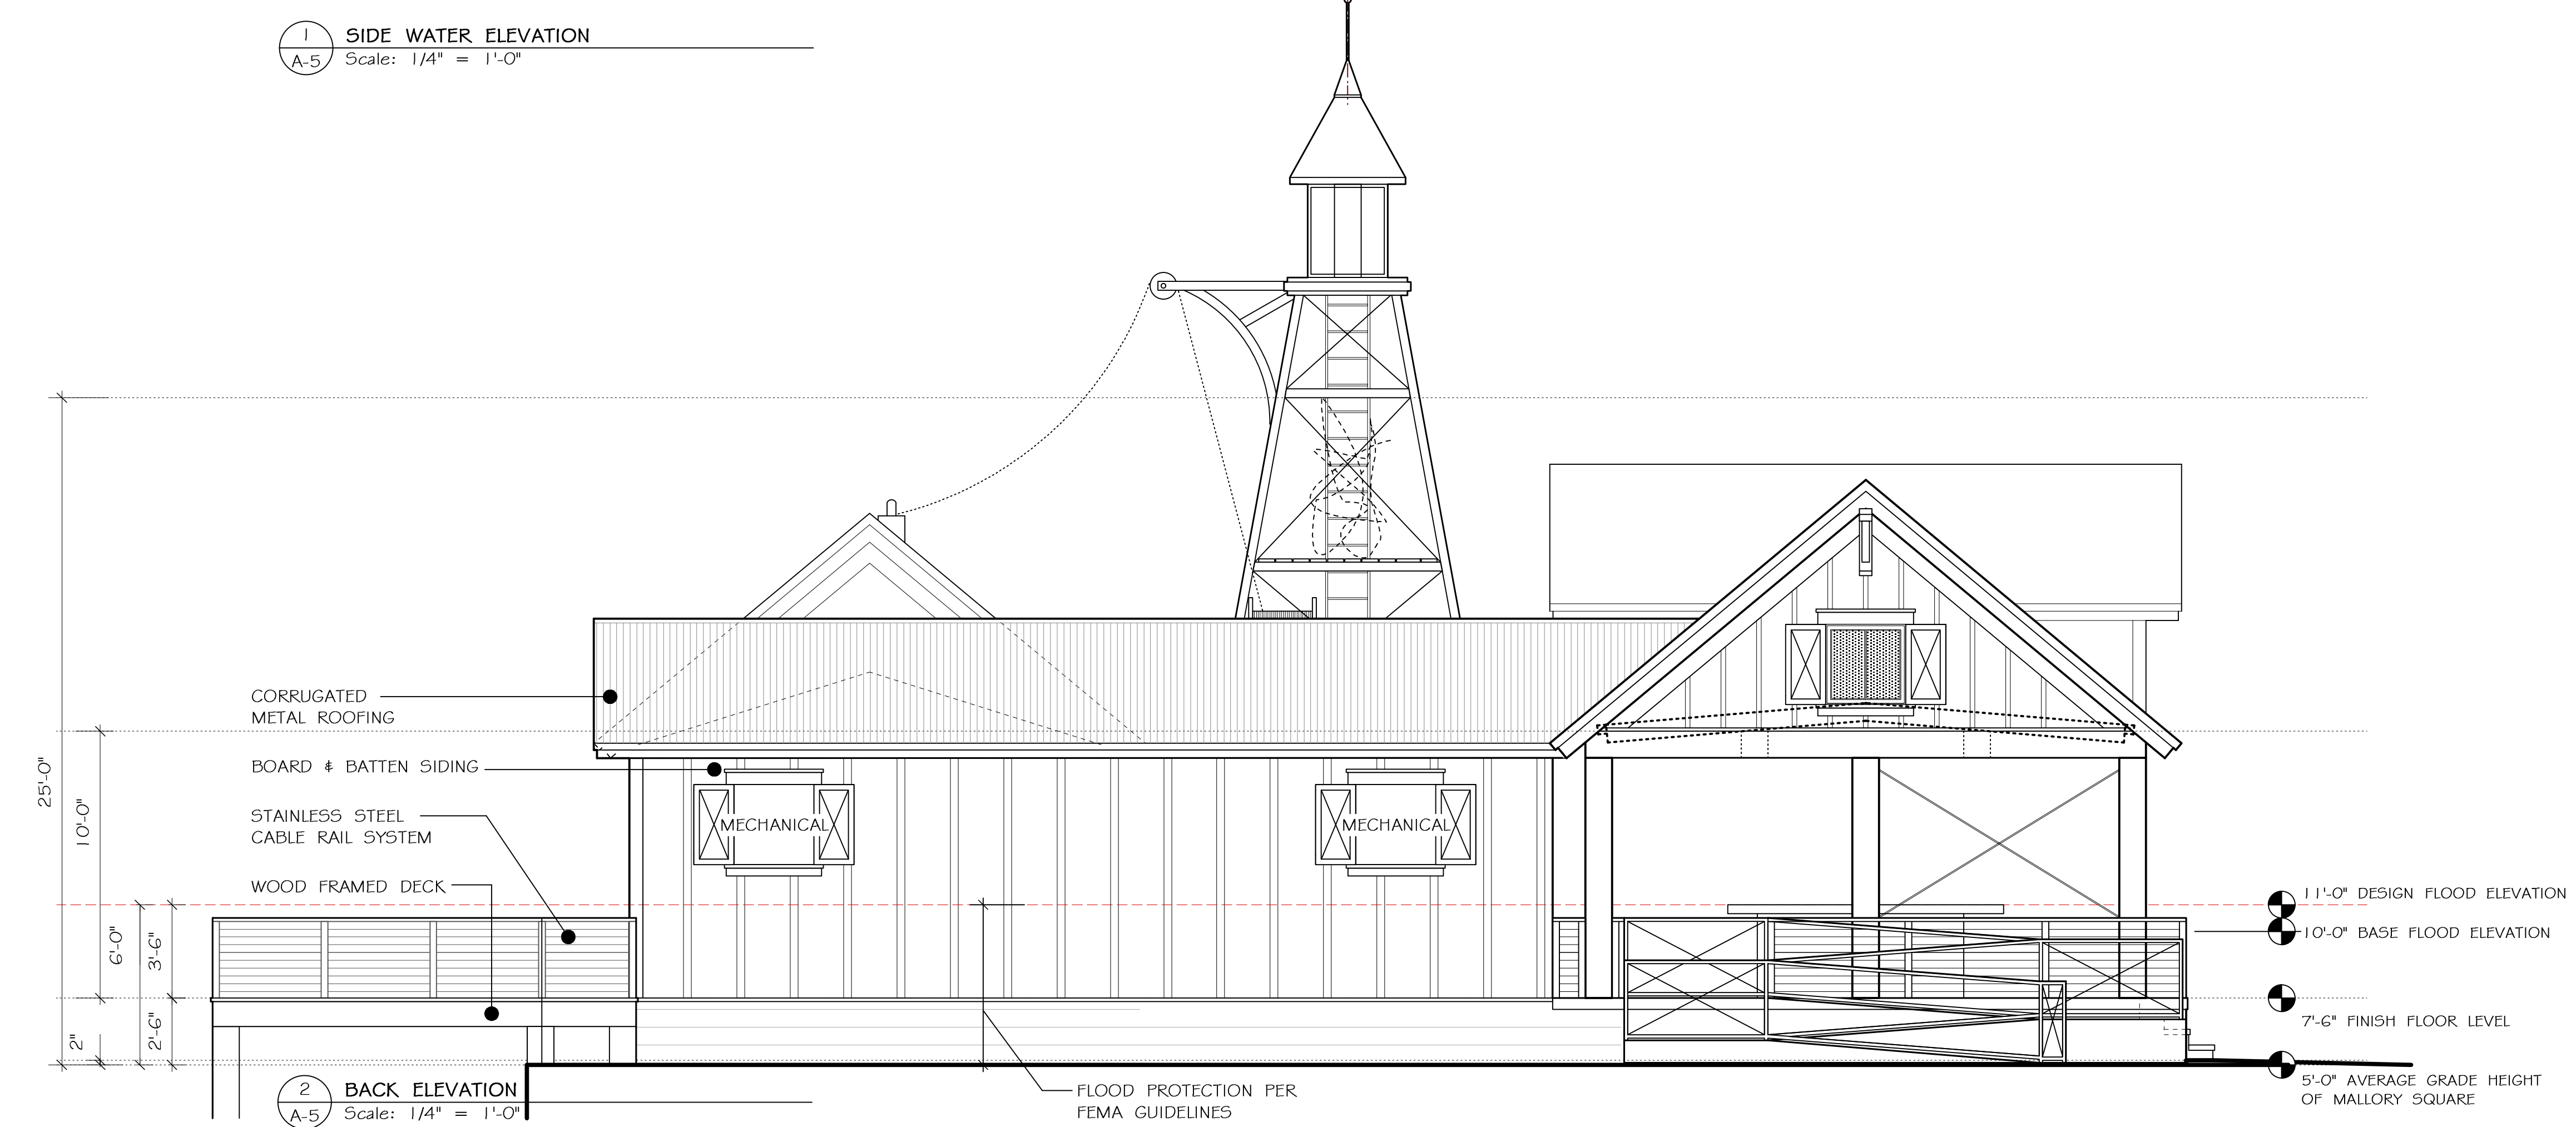 1
A-5
SIDE WATER ELEVATION
Scale: 1/4" = 1'-0"
CORRUGATED
METAL ROOFING
BOARD & BATTEN SIDING
STAINLESS STEEL
CABLE RAIL SYSTEM
WOOD FRAMED DECK
25'-0"
10'-0"
6'-0"
3'-6"
2"
2'-6"
MECHANICAL
MECHANICAL
11'-0" DESIGN FLOOD ELEVATION
10'-0" BASE FLOOD ELEVATION
7'-6" FINISH FLOOR LEVEL
5'-0" AVERAGE GRADE HEIGHT
OF MALLORY SQUARE
FLOOD PROTECTION PER
FEMA GUIDELINES
2
A-5
BACK ELEVATION
Scale: 1/4" = 1'-0"